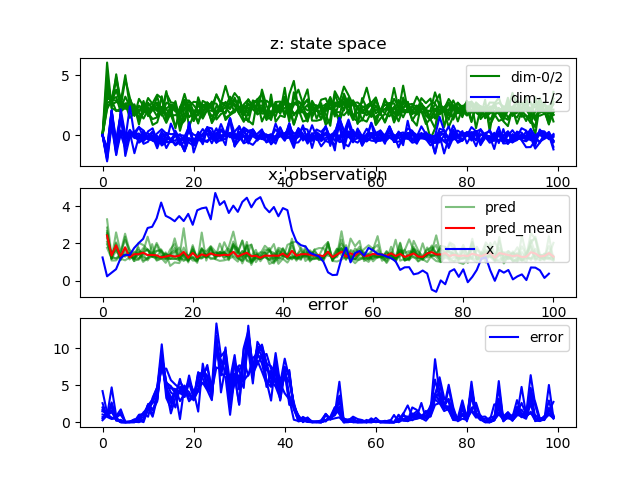 z: state space
5
0
dim-0/2
dim-1/2
0 20 40 60 80 100
x: observation
4
2
0
pred
pred_mean
x
0 20 40 60 80 100
error
10
5
0
error
0 20 40 60 80 100